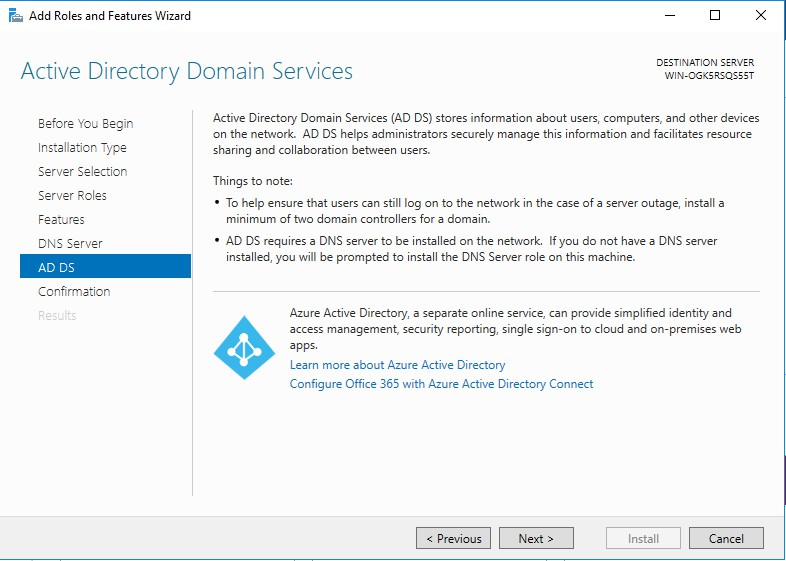 Add Roles and Features Wizard
Active Directory Domain Services
DESTINATION SERVER
WIN-OGK5RSQS55T
Before You Begin
Installation Type
Server Selection
Server Roles
Features
DNS Server
AD DS
Confirmation
Results
Active Directory Domain Services (AD DS) stores information about users, computers, and other devices
on the network.  AD DS helps administrators securely manage this information and facilitates resource
sharing and collaboration between users.
Things to note:
• To help ensure that users can still log on to the network in the case of a server outage, install a
minimum of two domain controllers for a domain.
• AD DS requires a DNS server to be installed on the network.  If you do not have a DNS server
installed, you will be prompted to install the DNS Server role on this machine.
Azure Active Directory, a separate online service, can provide simplified identity and
access management, security reporting, single sign-on to cloud and on-premises web
apps.
Learn more about Azure Active Directory
Configure Office 365 with Azure Active Directory Connect
< Previous
Next >
Install
Cancel